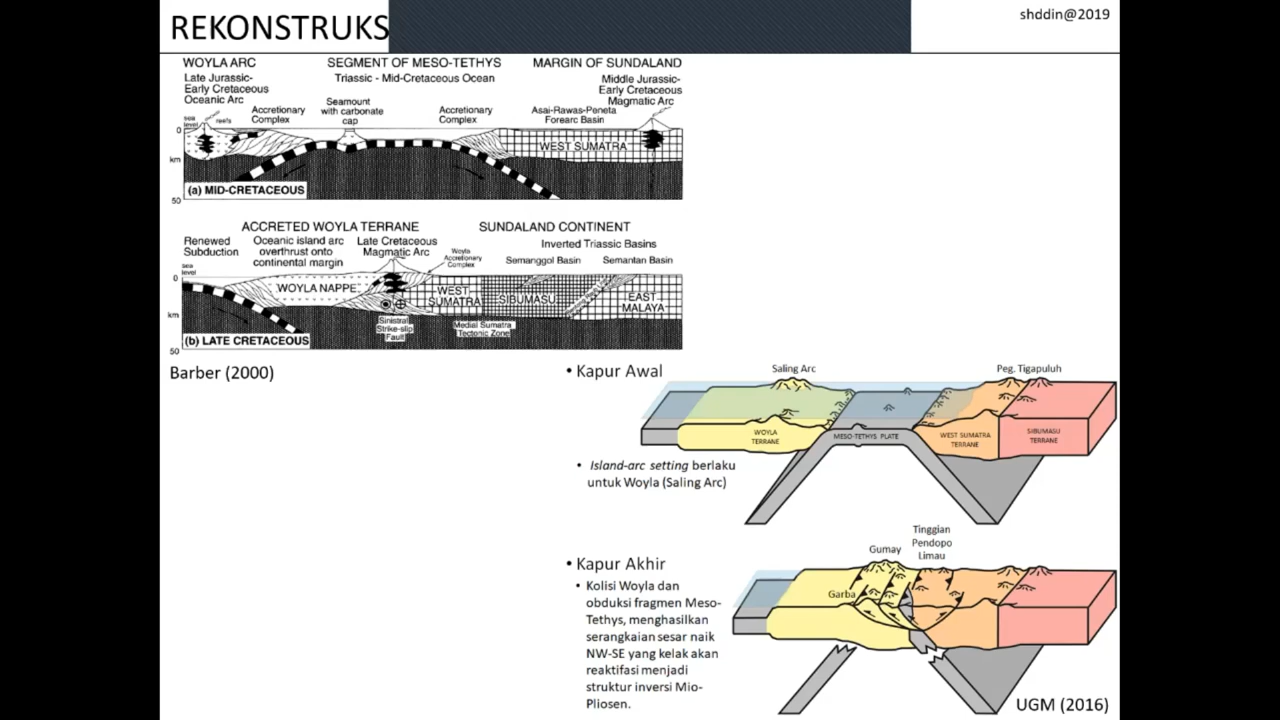 REKONSTRUKS
shddin@2019
WOYLA ARC
SEGMENT OF MESO-TETHYS
MARGIN OF SUNDALAND
Late Jurassic-
Early Cretaceous
Oceanic Arc
Triassic - Mid-Cretaceous Ocean
Middle Jurassic-
Early Cretaceous
Magmatic Arc
sea
level
reefs
Accretionary
Complex
Seamount
with carbonate
cap
Accretionary
Complex
Asai-Rawas-Peneta
Forearc Basin
0
WEST SUMATRA
km
(a) MID-CRETACEOUS
50
ACCRETED WOYLA TERRANE
SUNDALAND CONTINENT
Renewed
Subduction
Oceanic island arc
overthrust onto
continental margin
Late Cretaceous
Magmatic Arc
Woyla
Accretionary
Complex
Inverted Triassic Basins
Semanggol Basin
Semantan Basin
sea
level
0
WOYLA NAPPE
WEST
SUMATRA
SIBUMASU
EAST
MALAYA
km
Sinistral
Strike-slip
Fault
Medial Sumatra
Tectonic Zone
(b) LATE CRETACEOUS
50
Barber (2000)
• Kapur Awal
Saling Arc
Peg. Tigapuluh
WOYLA
TERRANE
MESO-TETHYS PLATE
WEST SUMATRA
TERRANE
SIBUMASU
TERRANE
• Island-arc setting berlaku
untuk Woyla (Saling Arc)
• Kapur Akhir
Tinggian
Pendopo
Limau
Gumay
Garba
• Kolisi Woyla dan
obduksi fragmen Meso-
Tethys, menghasilkan
serangkaian sesar naik
NW-SE yang kelak akan
reaktifasi menjadi
struktur inversi Mio-
Pliosen.
UGM (2016)